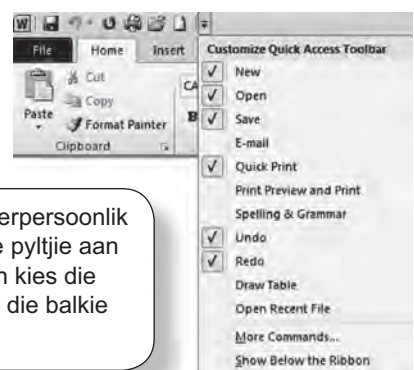 W
File Home Insert
Cut
Copy
Format Painter
Paste
Clipboard
CA
B
Customize Quick Access Toolbar
New
Open
Save
E-mail
Quick Print
Print Preview and Print
Spelling & Grammar
Undo
Redo
Draw Table
Open Recent File
More Commands...
Show Below the Ribbon
erpersoonlik
e pyltjie aan
n kies die
die balkie